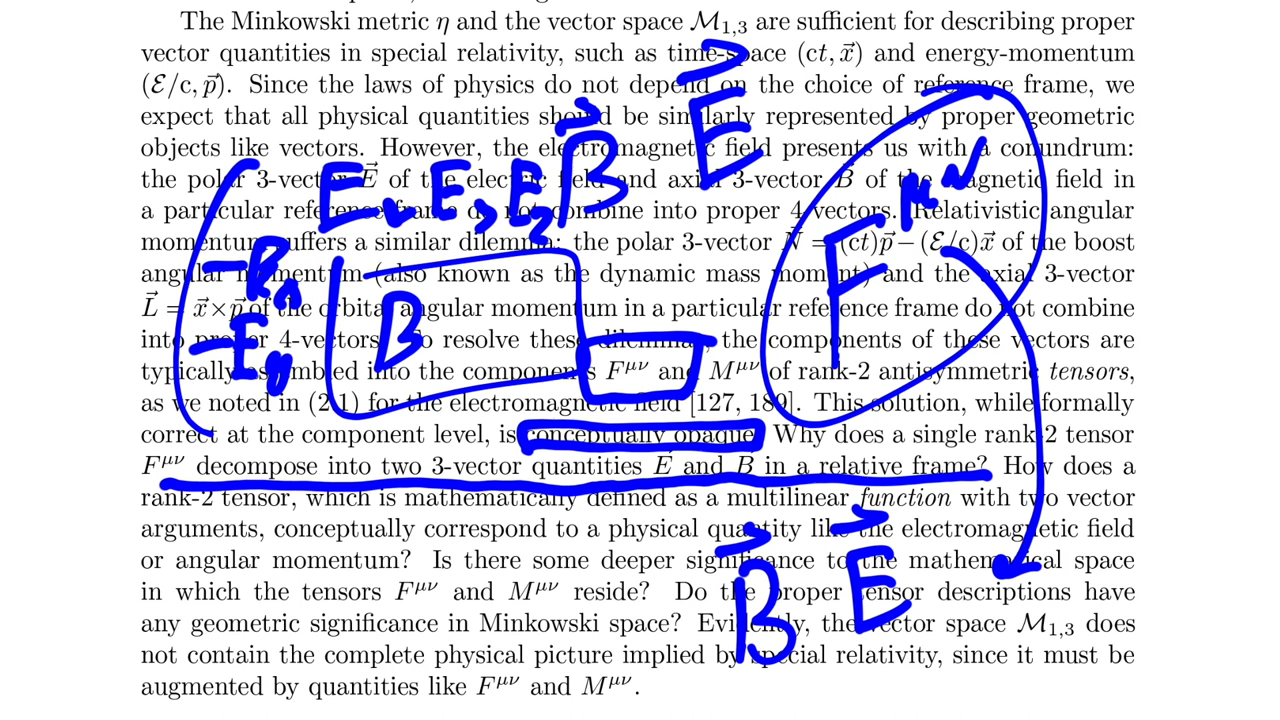 The Minkowski metric η and the vector space ℳ₁,₃ are sufficient for describing proper
vector quantities in special relativity, such as time-space (ct, x⃗) and energy-momentum
(ℰ/c, p⃗). Since the laws of physics do not depend on the choice of reference frame, we
expect that all physical quantities should be similarly represented by proper geometric
objects like vectors. However, the electromagnetic field presents us with a conundrum:
the polar 3-vector E⃗ of the electric field and axial 3-vector B⃗ of the magnetic field in
a particular reference frame do not combine into proper 4-vectors. Relativistic angular
momentum suffers a similar dilemma: the polar 3-vector N⃗ = (ct)p⃗ − (ℰ/c)x⃗ of the boost
angular momentum (also known as the dynamic mass moment) and the axial 3-vector
L⃗ = x⃗ × p⃗ of the orbital angular momentum in a particular reference frame do not combine
into proper 4-vectors. To resolve these dilemmas, the components of these vectors are
typically assembled into the components F^μν and M^μν of rank-2 antisymmetric tensors,
as we noted in (2.1) for the electromagnetic field [127, 189]. This solution, while formally
correct at the component level, is conceptually opaque. Why does a single rank-2 tensor
F^μν decompose into two 3-vector quantities E⃗ and B⃗ in a relative frame? How does a
rank-2 tensor, which is mathematically defined as a multilinear function with two vector
arguments, conceptually correspond to a physical quantity like the electromagnetic field
or angular momentum? Is there some deeper significance to the mathematical space
in which the tensors F^μν and M^μν reside? Do the proper tensor descriptions have
any geometric significance in Minkowski space? Evidently, the vector space ℳ₁,₃ does
not contain the complete physical picture implied by special relativity, since it must be
augmented by quantities like F^μν and M^μν.
B⃗ E⃗
F^μν
B
-E_y
B⃗ E⃗